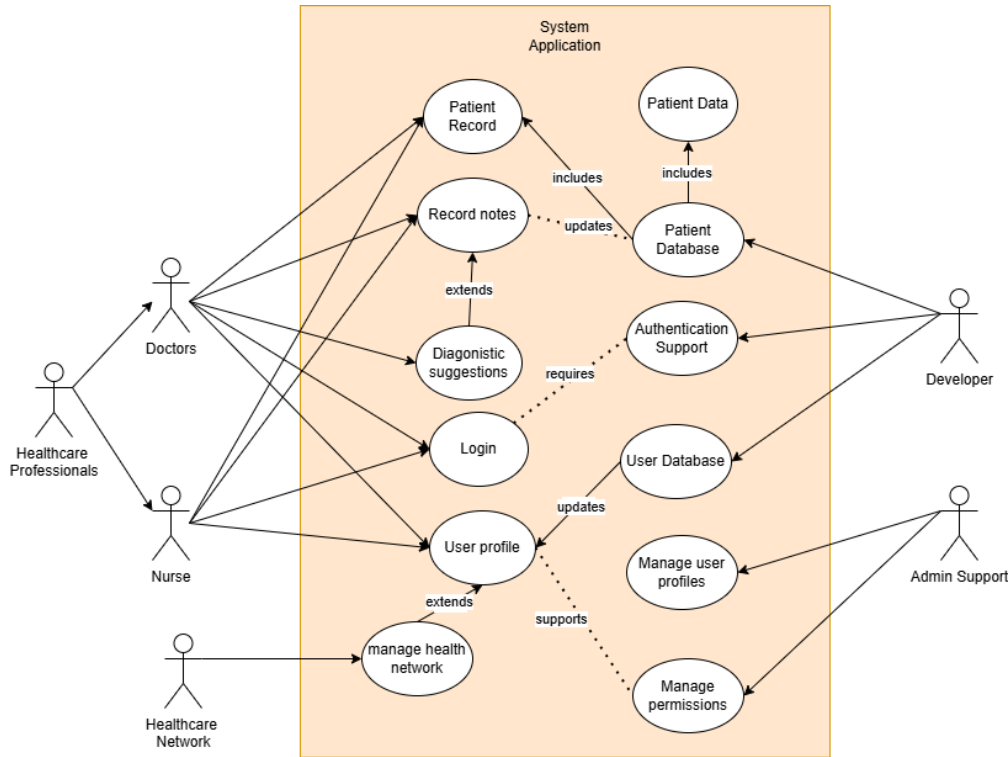 System
Application
Patient
Record
Patient Data
includes
includes
Record notes
updates
Patient
Database
extends
Doctors
Diagonistic
suggestions
Authentication
Support
requires
Developer
Healthcare
Professionals
Login
User Database
updates
Nurse
User profile
Manage user
profiles
Admin Support
extends
supports
manage health
network
Manage
permissions
Healthcare
Network